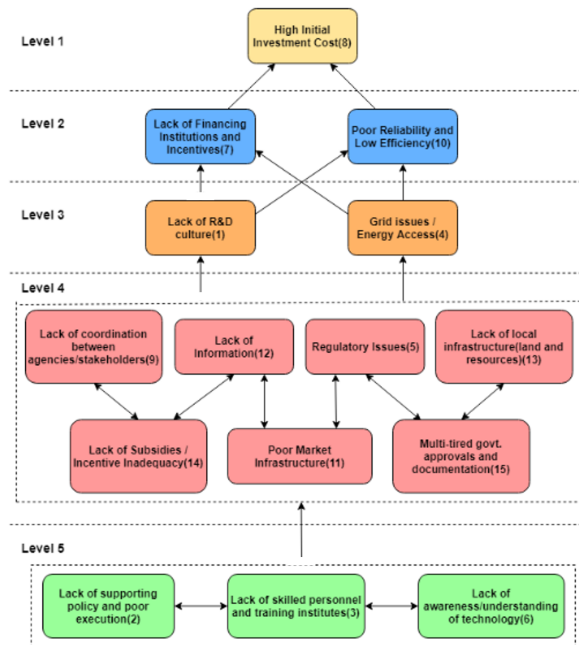 Level 1
High Initial
Investment Cost(8)
Level 2
Lack of Financing
Institutions and
Incentives(7)
Poor Reliability and
Low Efficiency(10)
Level 3
Lack of R&D
culture(1)
Grid issues /
Energy Access(4)
Level 4
Lack of coordination
between
agencies/stakeholders(9)
Lack of
Information(12)
Regulatory Issues(5)
Lack of local
infrastructure(land and
resources)(13)
Lack of Subsidies /
Incentive Inadequacy(14)
Poor Market
Infrastructure(11)
Multi-tired govt.
approvals and
documentation(15)
Level 5
Lack of supporting
policy and poor
execution(2)
Lack of skilled personnel
and training institutes(3)
Lack of
awareness/understanding
of technology(6)